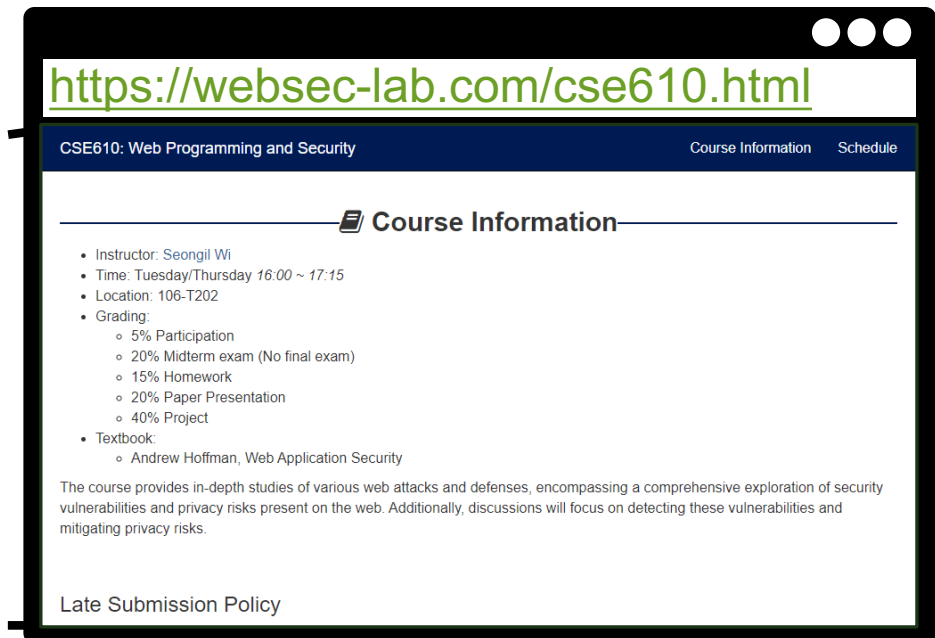 https://websec-lab.com/cse610.html
CSE610: Web Programming and Security
Course Information
Schedule
Course Information
Instructor: Seongil Wi
Time: Tuesday/Thursday 16:00 ~ 17:15
Location: 106-T202
Grading:
5% Participation
20% Midterm exam (No final exam)
15% Homework
20% Paper Presentation
40% Project
Textbook:
Andrew Hoffman, Web Application Security
The course provides in-depth studies of various web attacks and defenses, encompassing a comprehensive exploration of security
vulnerabilities and privacy risks present on the web. Additionally, discussions will focus on detecting these vulnerabilities and
mitigating privacy risks.
Late Submission Policy